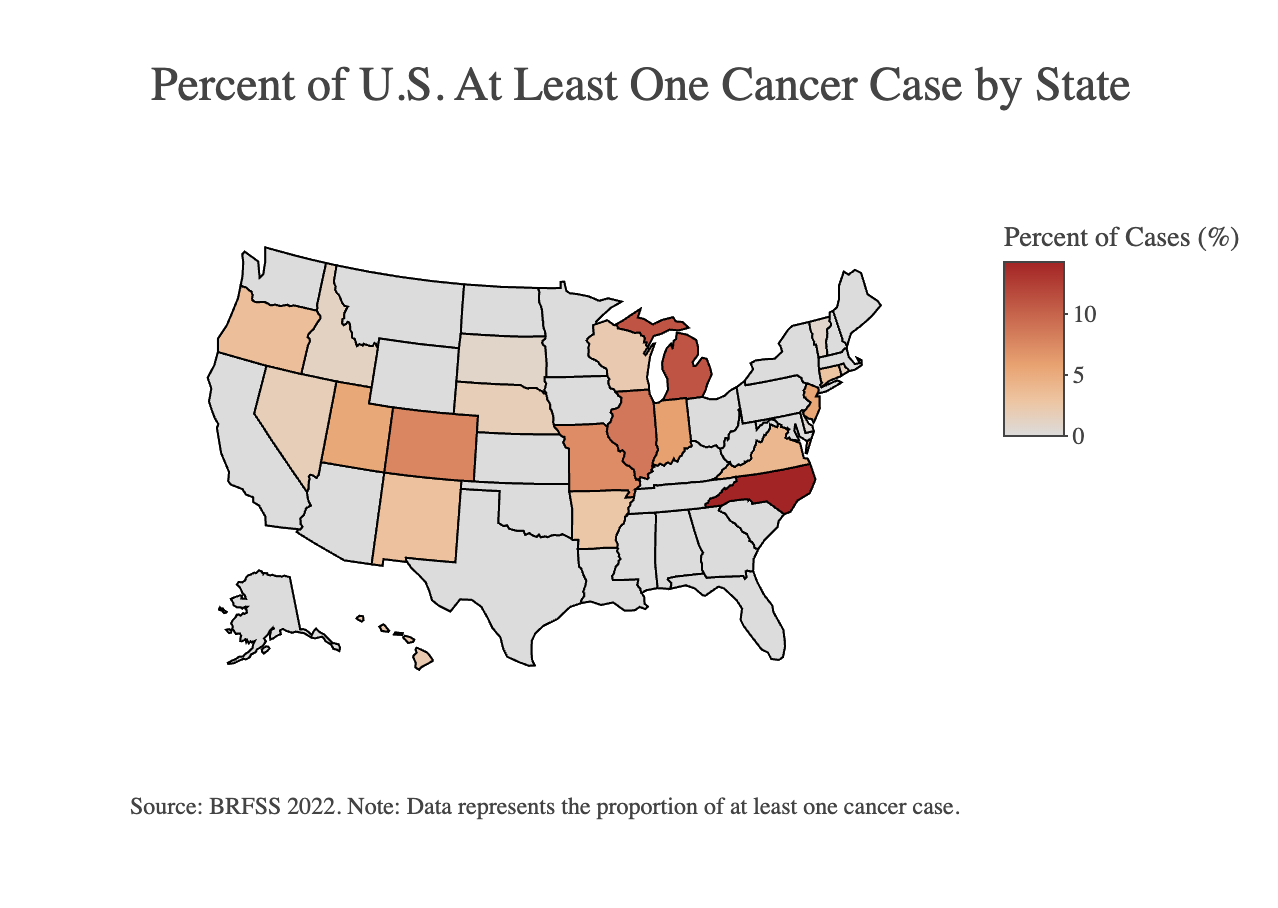 Percent of U.S. At Least One Cancer Case by State
Percent of Cases (%)
10
5
0
Source: BRFSS 2022. Note: Data represents the proportion of at least one cancer case.